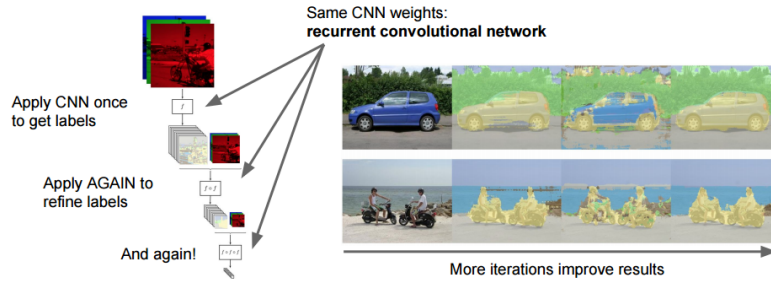 Same CNN weights:
recurrent convolutional network
Apply CNN once
to get labels
f
Apply AGAIN to
refine labels
f ∘ f
And again!
f ∘ f ∘ f
More iterations improve results